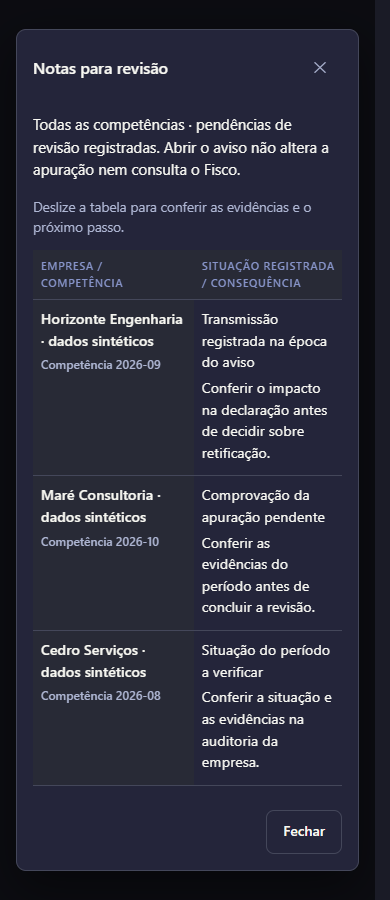 Notas para revisão
Todas as competências · pendências de
revisão registradas. Abrir o aviso não altera a
apuração nem consulta o Fisco.
Deslize a tabela para conferir as evidências e o
próximo passo.
EMPRESA /
COMPETÊNCIA
SITUAÇÃO REGISTRADA
/ CONSEQUÊNCIA
Horizonte Engenharia
· dados sintéticos
Competência 2026-09
Transmissão
registrada na época
do aviso
Conferir o impacto
na declaração antes
de decidir sobre
retificação.
Maré Consultoria ·
dados sintéticos
Competência 2026-10
Comprovação da
apuração pendente
Conferir as
evidências do
período antes de
concluir a revisão.
Cedro Serviços ·
dados sintéticos
Competência 2026-08
Situação do período
a verificar
Conferir a situação e
as evidências na
auditoria da
empresa.
Fechar